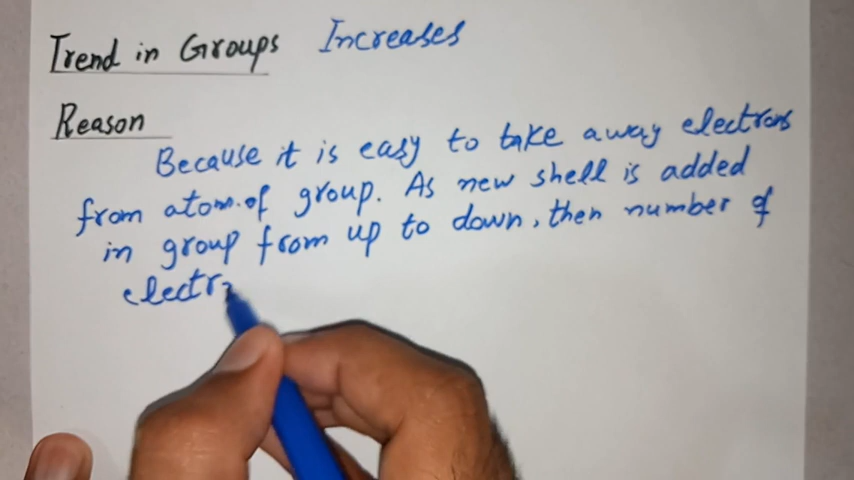 Trend in Groups Increases
Reason
Because it is easy to take away electrons
from atom.of group. As new shell is added
in group from up to down, then number of
electr